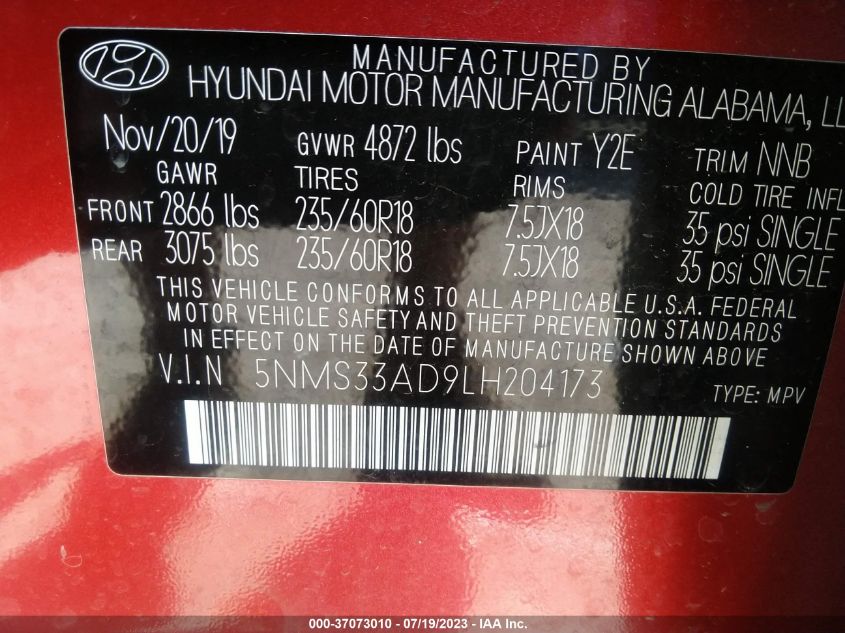 MANUFACTURED BY
HYUNDAI MOTOR MANUFACTURING ALABAMA, LL
Nov/20/19 GVWR 4872 lbs PAINT Y2E TRIM NNB
GAWR TIRES RIMS COLD TIRE INFL
FRONT 2866 lbs 235/60R18 7.5JX18 35 psi SINGLE
REAR 3075 lbs 235/60R18 7.5JX18 35 psi SINGLE
THIS VEHICLE CONFORMS TO ALL APPLICABLE U.S.A. FEDERAL
MOTOR VEHICLE SAFETY AND THEFT PREVENTION STANDARDS
IN EFFECT ON THE DATE OF MANUFACTURE SHOWN ABOVE.
V.I.N 5NMS33AD9LH204173 TYPE: MPV
000-37073010 - 07/19/2023 - IAA Inc.